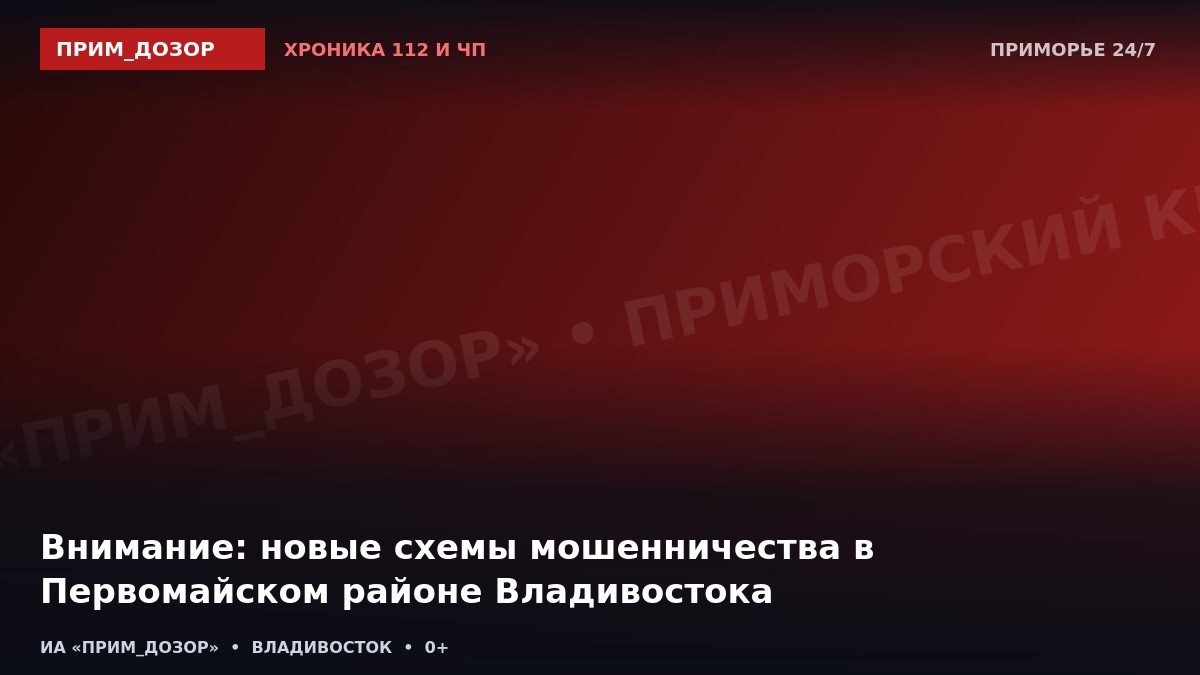 ПРИМ_ДОЗОР
ХРОНИКА 112 И ЧП
ПРИМОРЬЕ 24/7
«ПРИМ_ДОЗОР» • ПРИМОРСКИЙ
Внимание: новые схемы мошенничества в
Первомайском районе Владивостока
ИА «ПРИМ_ДОЗОР» • ВЛАДИВОСТОК • 0+